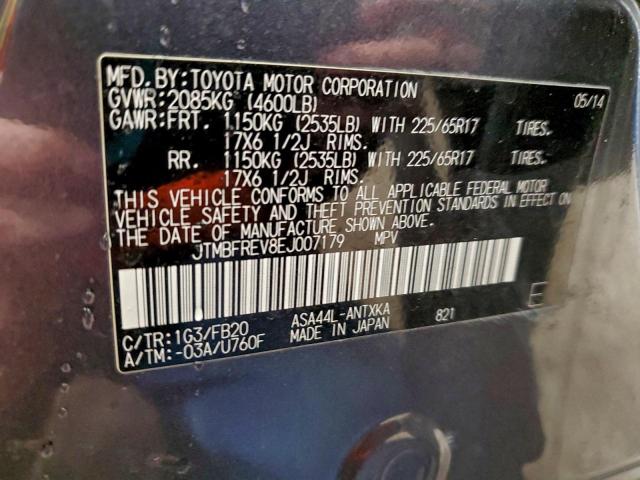 MFD.BY:TOYOTA MOTOR CORPORATION 05/14
GVWR:2085KG (4600LB)
GAWR:FRT. 1150KG (2535LB) WITH 225/65R17 TIRES.
17X6 1/2J RIMS.
RR. 1150KG (2535LB) WITH 225/65R17 TIRES.
17X6 1/2J RIMS.
THIS VEHICLE CONFORMS TO ALL APPLICABLE FEDERAL MOTOR
VEHICLE SAFETY AND THEFT PREVENTION STANDARDS IN EFFECT ON
THE DATE OF MANUFACTURE SHOWN ABOVE.
JTMBFREV8EJ007179 MPV
E
C/TR:1G3/FB20 ASA44L-ANTXKA 821
A/TM:-03A/U760F MADE IN JAPAN